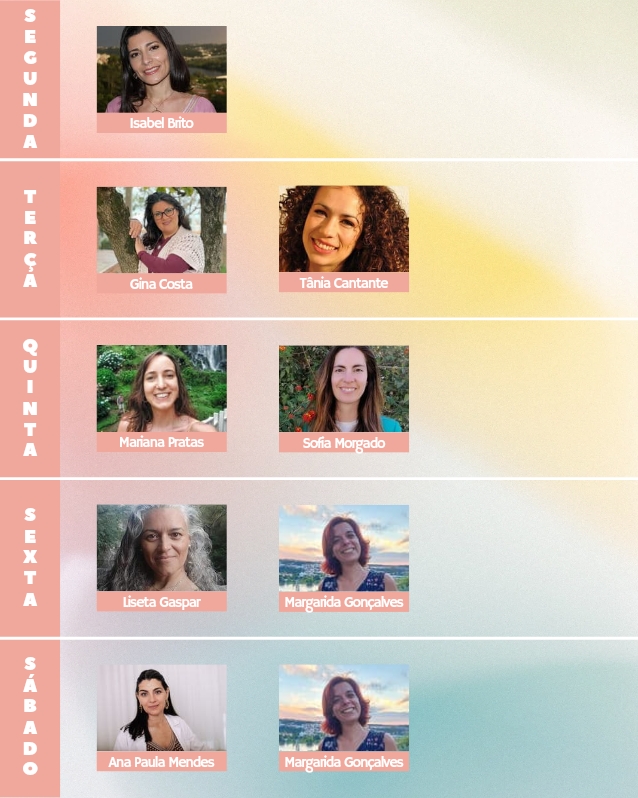 SEGUNDA
Isabel Brito
TERÇA
Gina Costa
Tânia Cantante
QUINTA
Mariana Pratas
Sofia Morgado
SEXTA
Liseta Gaspar
Margarida Gonçalves
SÁBADO
Ana Paula Mendes
Margarida Gonçalves